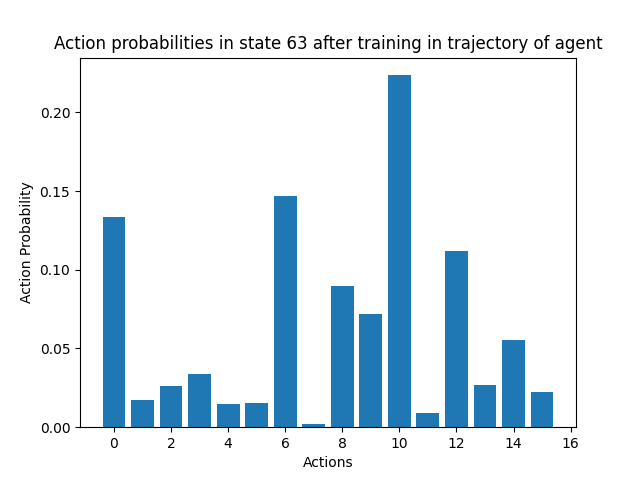 Action probabilities in state 63 after training in trajectory of agent
Action Probability
0.20
0.15
0.10
0.05
0.00
0 2 4 6 8 10 12 14 16
Actions